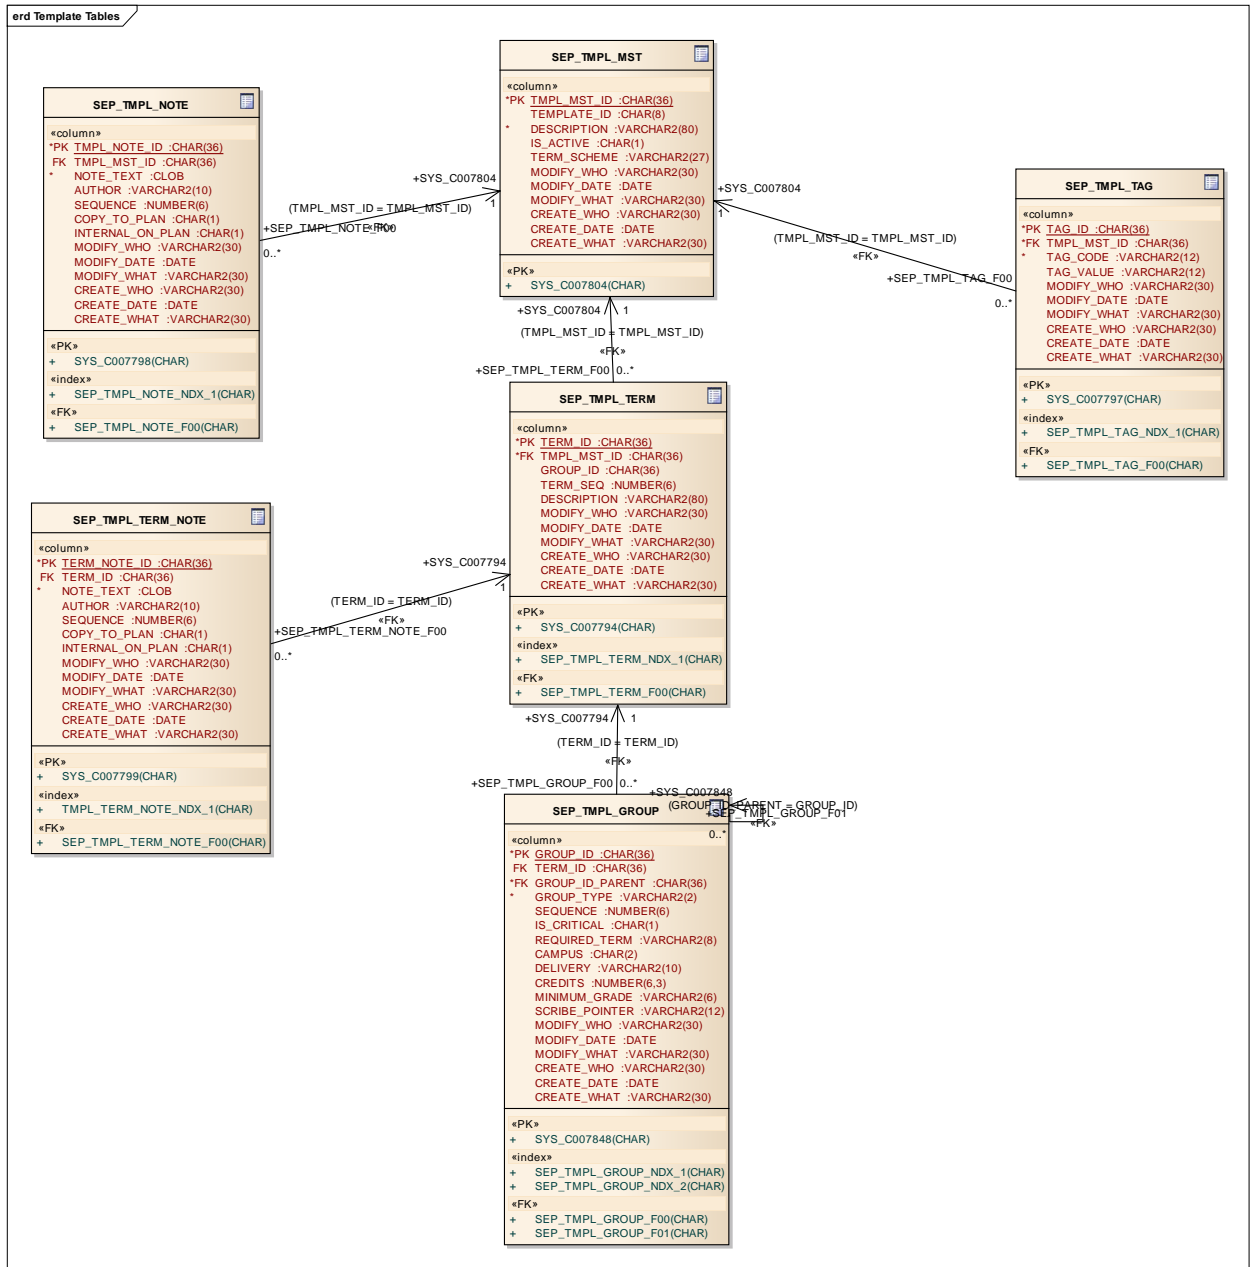 erd Template Tables
SEP_TMPL_MST
«column»
*PK TMPL_MST_ID :CHAR(36)
TEMPLATE_ID :CHAR(8)
* DESCRIPTION :VARCHAR2(80)
IS_ACTIVE :CHAR(1)
TERM_SCHEME :VARCHAR2(27)
MODIFY_WHO :VARCHAR2(30)
MODIFY_DATE :DATE
MODIFY_WHAT :VARCHAR2(30)
CREATE_WHO :VARCHAR2(30)
CREATE_DATE :DATE
CREATE_WHAT :VARCHAR2(30)
«PK»
+ SYS_C007804(CHAR)
SEP_TMPL_NOTE
«column»
*PK TMPL_NOTE_ID :CHAR(36)
FK TMPL_MST_ID :CHAR(36)
* NOTE_TEXT :CLOB
AUTHOR :VARCHAR2(10)
SEQUENCE :NUMBER(6)
COPY_TO_PLAN :CHAR(1)
INTERNAL_ON_PLAN :CHAR(1)
MODIFY_WHO :VARCHAR2(30)
MODIFY_DATE :DATE
MODIFY_WHAT :VARCHAR2(30)
CREATE_WHO :VARCHAR2(30)
CREATE_DATE :DATE
CREATE_WHAT :VARCHAR2(30)
«PK»
+ SYS_C007798(CHAR)
«index»
+ SEP_TMPL_NOTE_NDX_1(CHAR)
«FK»
+ SEP_TMPL_NOTE_F00(CHAR)
+SYS_C007804
1
(TMPL_MST_ID = TMPL_MST_ID)
«FK»
+SEP_TMPL_NOTE_F00
0..*
SEP_TMPL_TAG
«column»
*PK TAG_ID :CHAR(36)
*FK TMPL_MST_ID :CHAR(36)
* TAG_CODE :VARCHAR2(12)
TAG_VALUE :VARCHAR2(12)
MODIFY_WHO :VARCHAR2(30)
MODIFY_DATE :DATE
MODIFY_WHAT :VARCHAR2(30)
CREATE_WHO :VARCHAR2(30)
CREATE_DATE :DATE
CREATE_WHAT :VARCHAR2(30)
«PK»
+ SYS_C007797(CHAR)
«index»
+ SEP_TMPL_TAG_NDX_1(CHAR)
«FK»
+ SEP_TMPL_TAG_F00(CHAR)
+SYS_C007804
1
(TMPL_MST_ID = TMPL_MST_ID)
«FK»
+SEP_TMPL_TAG_F00
0..*
+SYS_C007804
1
(TMPL_MST_ID = TMPL_MST_ID)
«FK»
+SEP_TMPL_TERM_F00
0..*
SEP_TMPL_TERM
«column»
*PK TERM_ID :CHAR(36)
*FK TMPL_MST_ID :CHAR(36)
GROUP_ID :CHAR(36)
TERM_SEQ :NUMBER(6)
DESCRIPTION :VARCHAR2(80)
MODIFY_WHO :VARCHAR2(30)
MODIFY_DATE :DATE
MODIFY_WHAT :VARCHAR2(30)
CREATE_WHO :VARCHAR2(30)
CREATE_DATE :DATE
CREATE_WHAT :VARCHAR2(30)
«PK»
+ SYS_C007794(CHAR)
«index»
+ SEP_TMPL_TERM_NDX_1(CHAR)
«FK»
+ SEP_TMPL_TERM_F00(CHAR)
SEP_TMPL_TERM_NOTE
«column»
*PK TERM_NOTE_ID :CHAR(36)
FK TERM_ID :CHAR(36)
* NOTE_TEXT :CLOB
AUTHOR :VARCHAR2(10)
SEQUENCE :NUMBER(6)
COPY_TO_PLAN :CHAR(1)
INTERNAL_ON_PLAN :CHAR(1)
MODIFY_WHO :VARCHAR2(30)
MODIFY_DATE :DATE
MODIFY_WHAT :VARCHAR2(30)
CREATE_WHO :VARCHAR2(30)
CREATE_DATE :DATE
CREATE_WHAT :VARCHAR2(30)
«PK»
+ SYS_C007799(CHAR)
«index»
+ TMPL_TERM_NOTE_NDX_1(CHAR)
«FK»
+ SEP_TMPL_TERM_NOTE_F00(CHAR)
+SYS_C007794
1
(TERM_ID = TERM_ID)
«FK»
+SEP_TMPL_TERM_NOTE_F00
0..*
+SYS_C007794
1
(TERM_ID = TERM_ID)
«FK»
+SEP_TMPL_GROUP_F00
0..*
+SYS_C007848
(GROUP_ID_PARENT = GROUP_ID)
+SEP_TMPL_GROUP_F01
«FK»
0..*
SEP_TMPL_GROUP
«column»
*PK GROUP_ID :CHAR(36)
FK TERM_ID :CHAR(36)
*FK GROUP_ID_PARENT :CHAR(36)
* GROUP_TYPE :VARCHAR2(2)
SEQUENCE :NUMBER(6)
IS_CRITICAL :CHAR(1)
REQUIRED_TERM :VARCHAR2(8)
CAMPUS :CHAR(2)
DELIVERY :VARCHAR2(10)
CREDITS :NUMBER(6,3)
MINIMUM_GRADE :VARCHAR2(6)
SCRIBE_POINTER :VARCHAR2(12)
MODIFY_WHO :VARCHAR2(30)
MODIFY_DATE :DATE
MODIFY_WHAT :VARCHAR2(30)
CREATE_WHO :VARCHAR2(30)
CREATE_DATE :DATE
CREATE_WHAT :VARCHAR2(30)
«PK»
+ SYS_C007848(CHAR)
«index»
+ SEP_TMPL_GROUP_NDX_1(CHAR)
+ SEP_TMPL_GROUP_NDX_2(CHAR)
«FK»
+ SEP_TMPL_GROUP_F00(CHAR)
+ SEP_TMPL_GROUP_F01(CHAR)